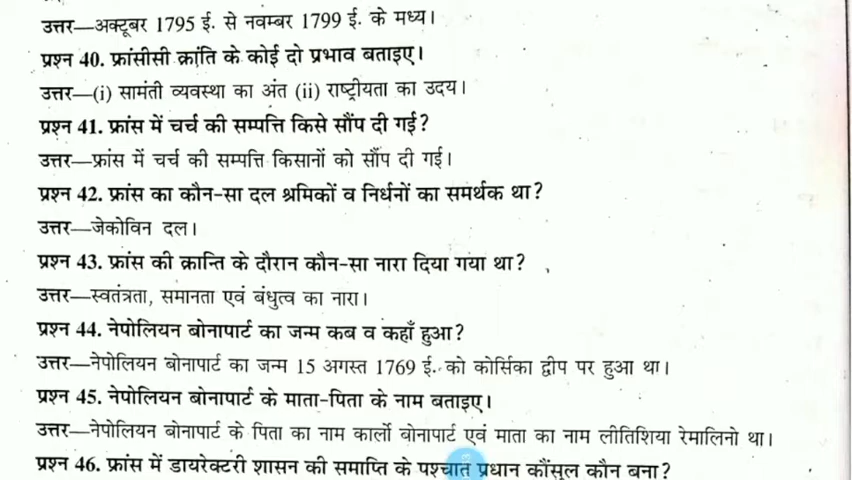 उत्तर—अक्टूबर 1795 ई. से नवम्बर 1799 ई. के मध्य।
प्रश्न 40. फ्रांसीसी क्रांति के कोई दो प्रभाव बताइए।
उत्तर—(i) सामंती व्यवस्था का अंत (ii) राष्ट्रीयता का उदय।
प्रश्न 41. फ्रांस में चर्च की सम्पत्ति किसे सौंप दी गई?
उत्तर—फ्रांस में चर्च की सम्पत्ति किसानों को सौंप दी गई।
प्रश्न 42. फ्रांस का कौन-सा दल श्रमिकों व निर्धनों का समर्थक था?
उत्तर—जेकोविन दल।
प्रश्न 43. फ्रांस की क्रान्ति के दौरान कौन-सा नारा दिया गया था?
उत्तर—स्वतंत्रता, समानता एवं बंधुत्व का नारा।
प्रश्न 44. नेपोलियन बोनापार्ट का जन्म कब व कहाँ हुआ?
उत्तर—नेपोलियन बोनापार्ट का जन्म 15 अगस्त 1769 ई. को कोर्सिका द्वीप पर हुआ था।
प्रश्न 45. नेपोलियन बोनापार्ट के माता-पिता के नाम बताइए।
उत्तर—नेपोलियन बोनापार्ट के पिता का नाम कार्लो बोनापार्ट एवं माता का नाम लीतिशिया रेमालिनो था।
प्रश्न 46. फ्रांस में डायरेक्टरी शासन की समाप्ति के पश्चात् प्रधान कौंसुल कौन बना?